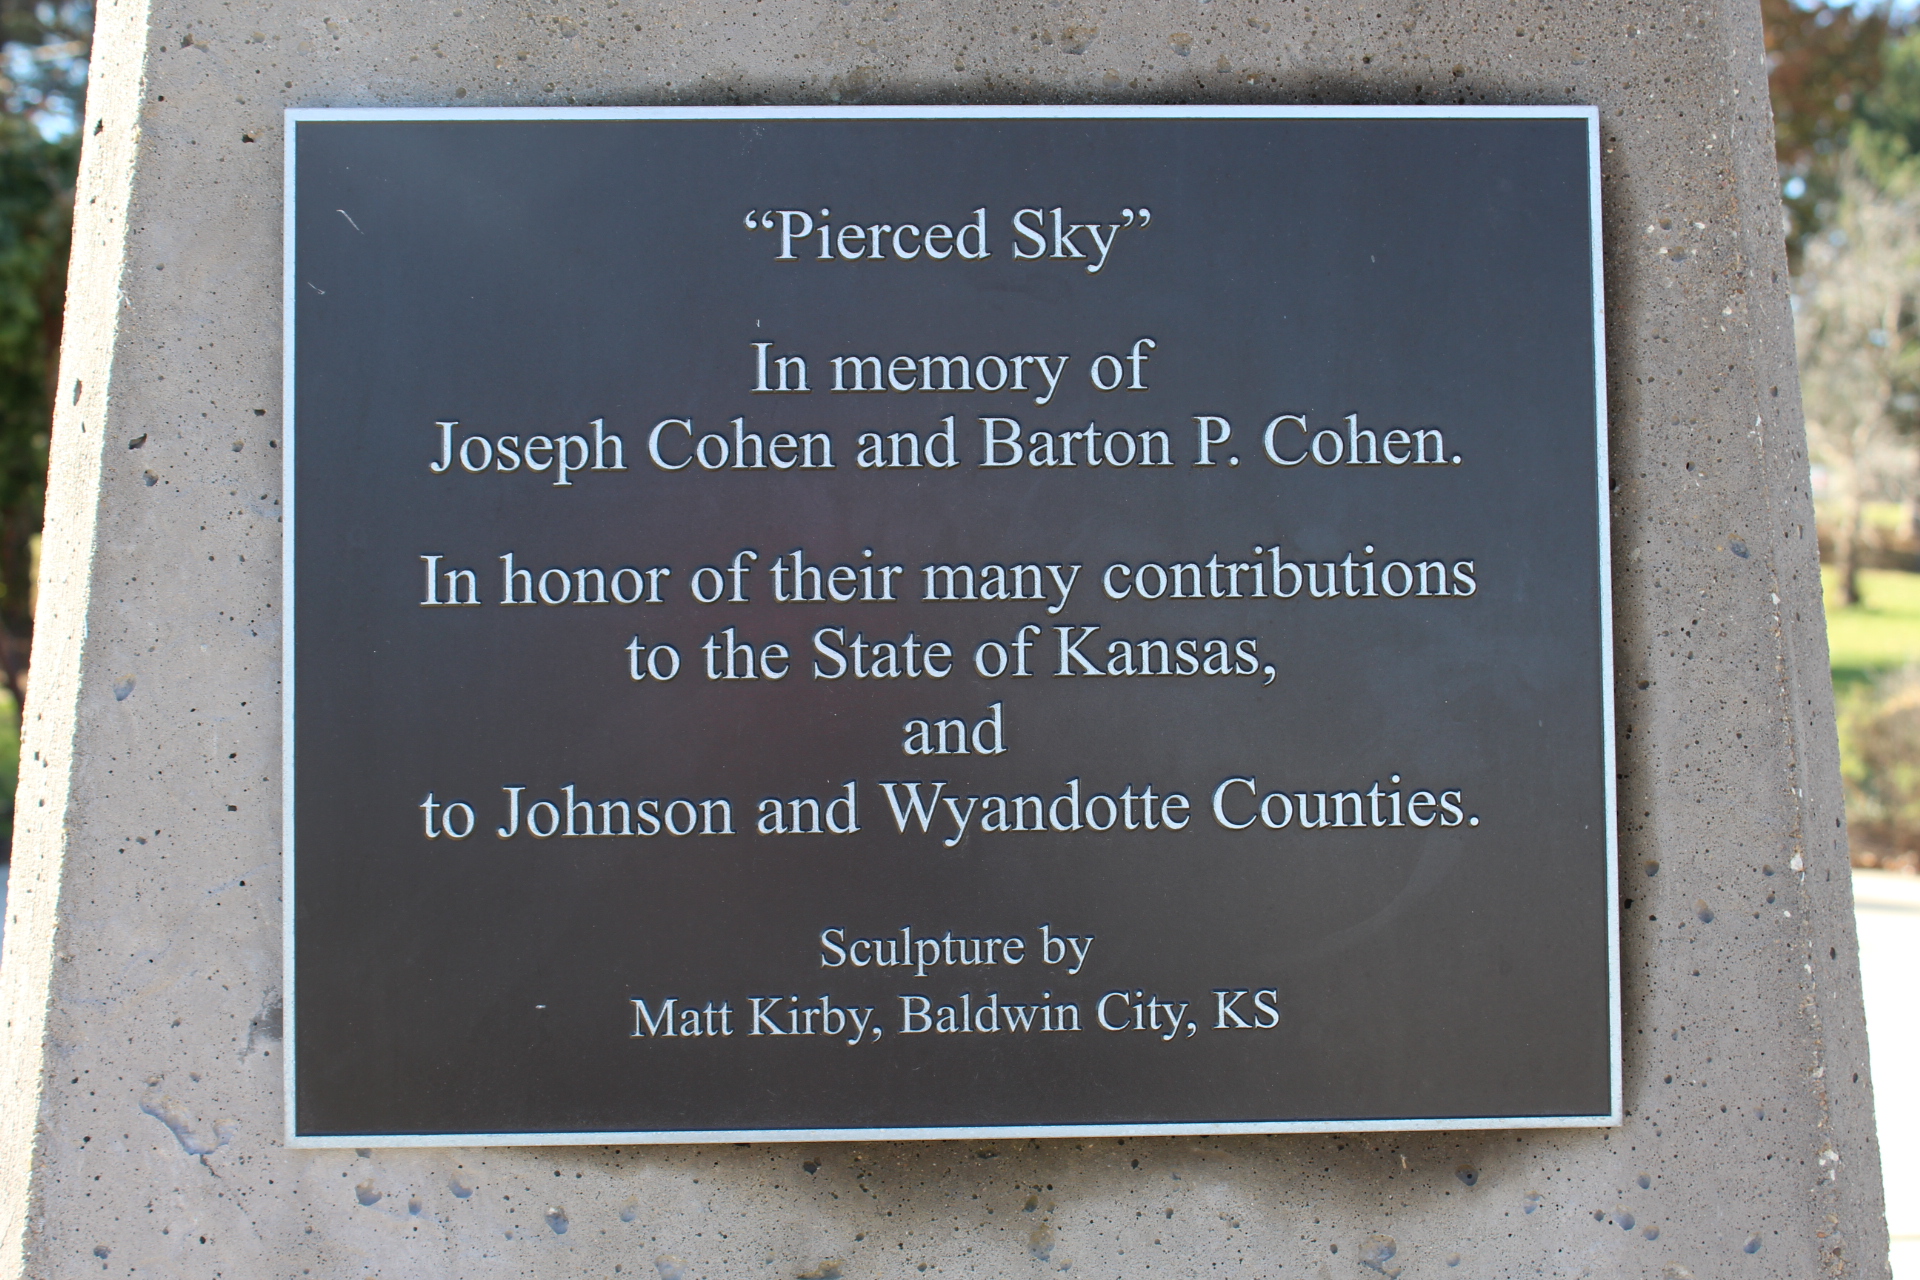 “Pierced Sky”
In memory of
Joseph Cohen and Barton P. Cohen.
In honor of their many contributions
to the State of Kansas,
and
to Johnson and Wyandotte Counties.
Sculpture by
Matt Kirby, Baldwin City, KS